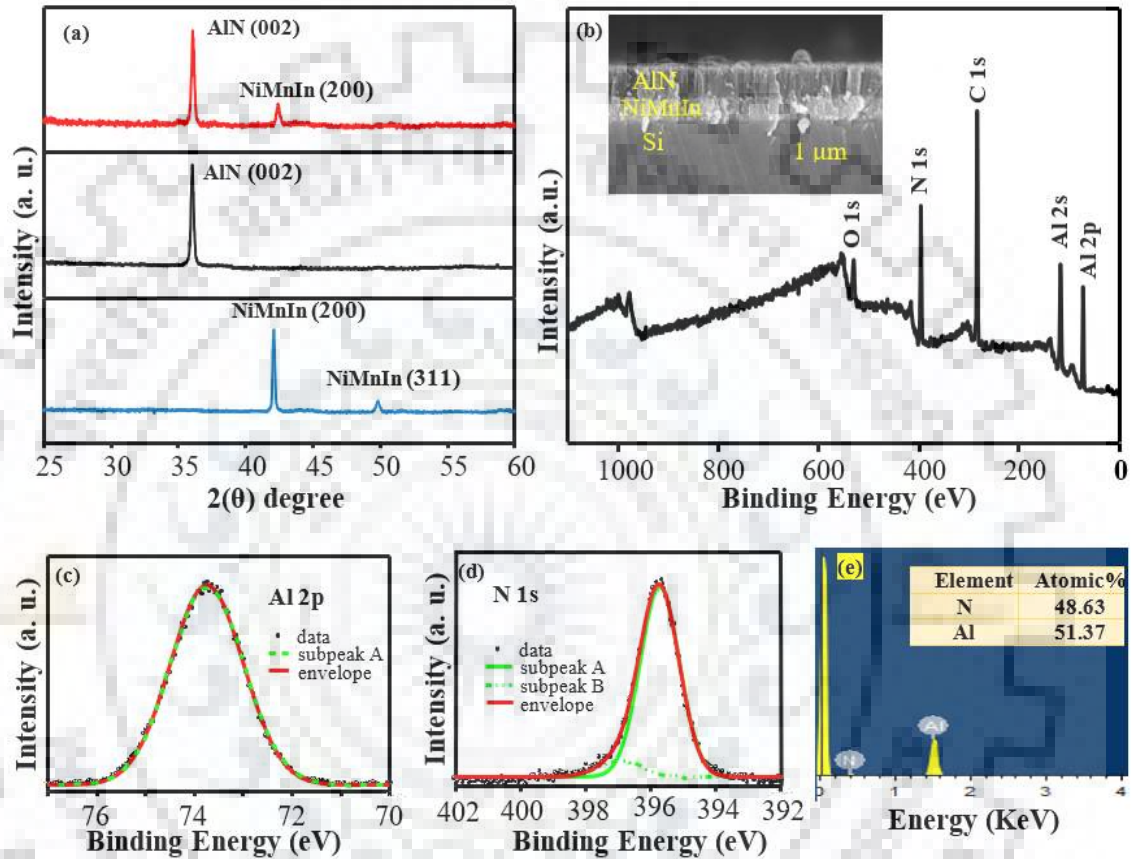 (a)
AlN (002)
NiMnIn (200)
AlN (002)
NiMnIn (200)
NiMnIn (311)
Intensity (a. u.)
25 30 35 40 45 50 55 60
2(θ) degree
(b)
AlN
NiMnIn
Si
1 μm
O 1s
N 1s
C 1s
Al 2s
Al 2p
Intensity (a.u.)
1000 800 600 400 200 0
Binding Energy (eV)
(c)
Al 2p
data
subpeak A
envelope
Intensity (a. u.)
76 74 72 70
Binding Energy (eV)
(d)
N 1s
data
subpeak A
subpeak B
envelope
Intensity (a. u.)
402 400 398 396 394 392
Binding Energy (eV)
(e)
Element Atomic%
N 48.63
Al 51.37
N
Al
0 1 2 3 4
Energy (KeV)